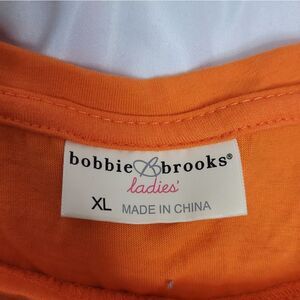 bobbie B brooks®
ladies'
XL MADE IN CHINA